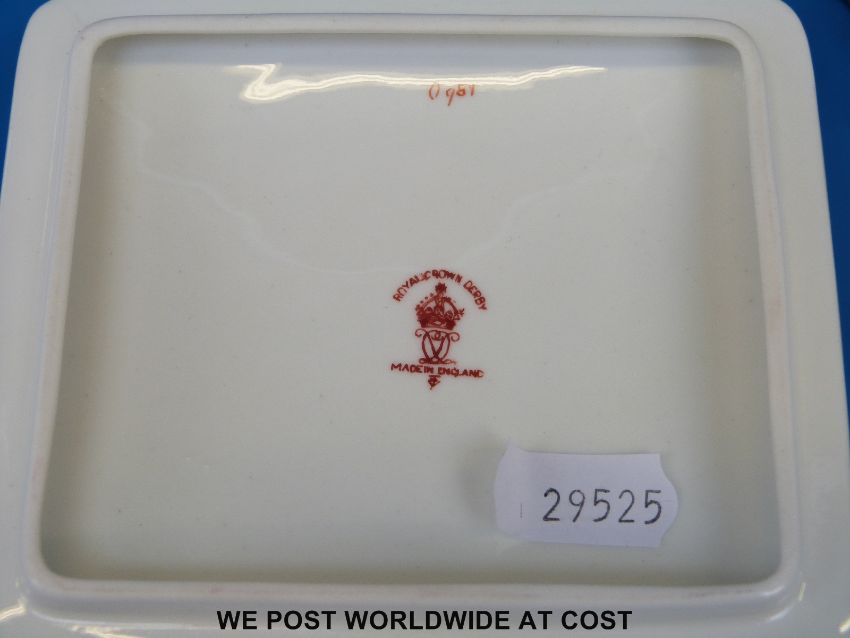 0981
ROYAL CROWN DERBY
MADE IN ENGLAND
29525
WE POST WORLDWIDE AT COST